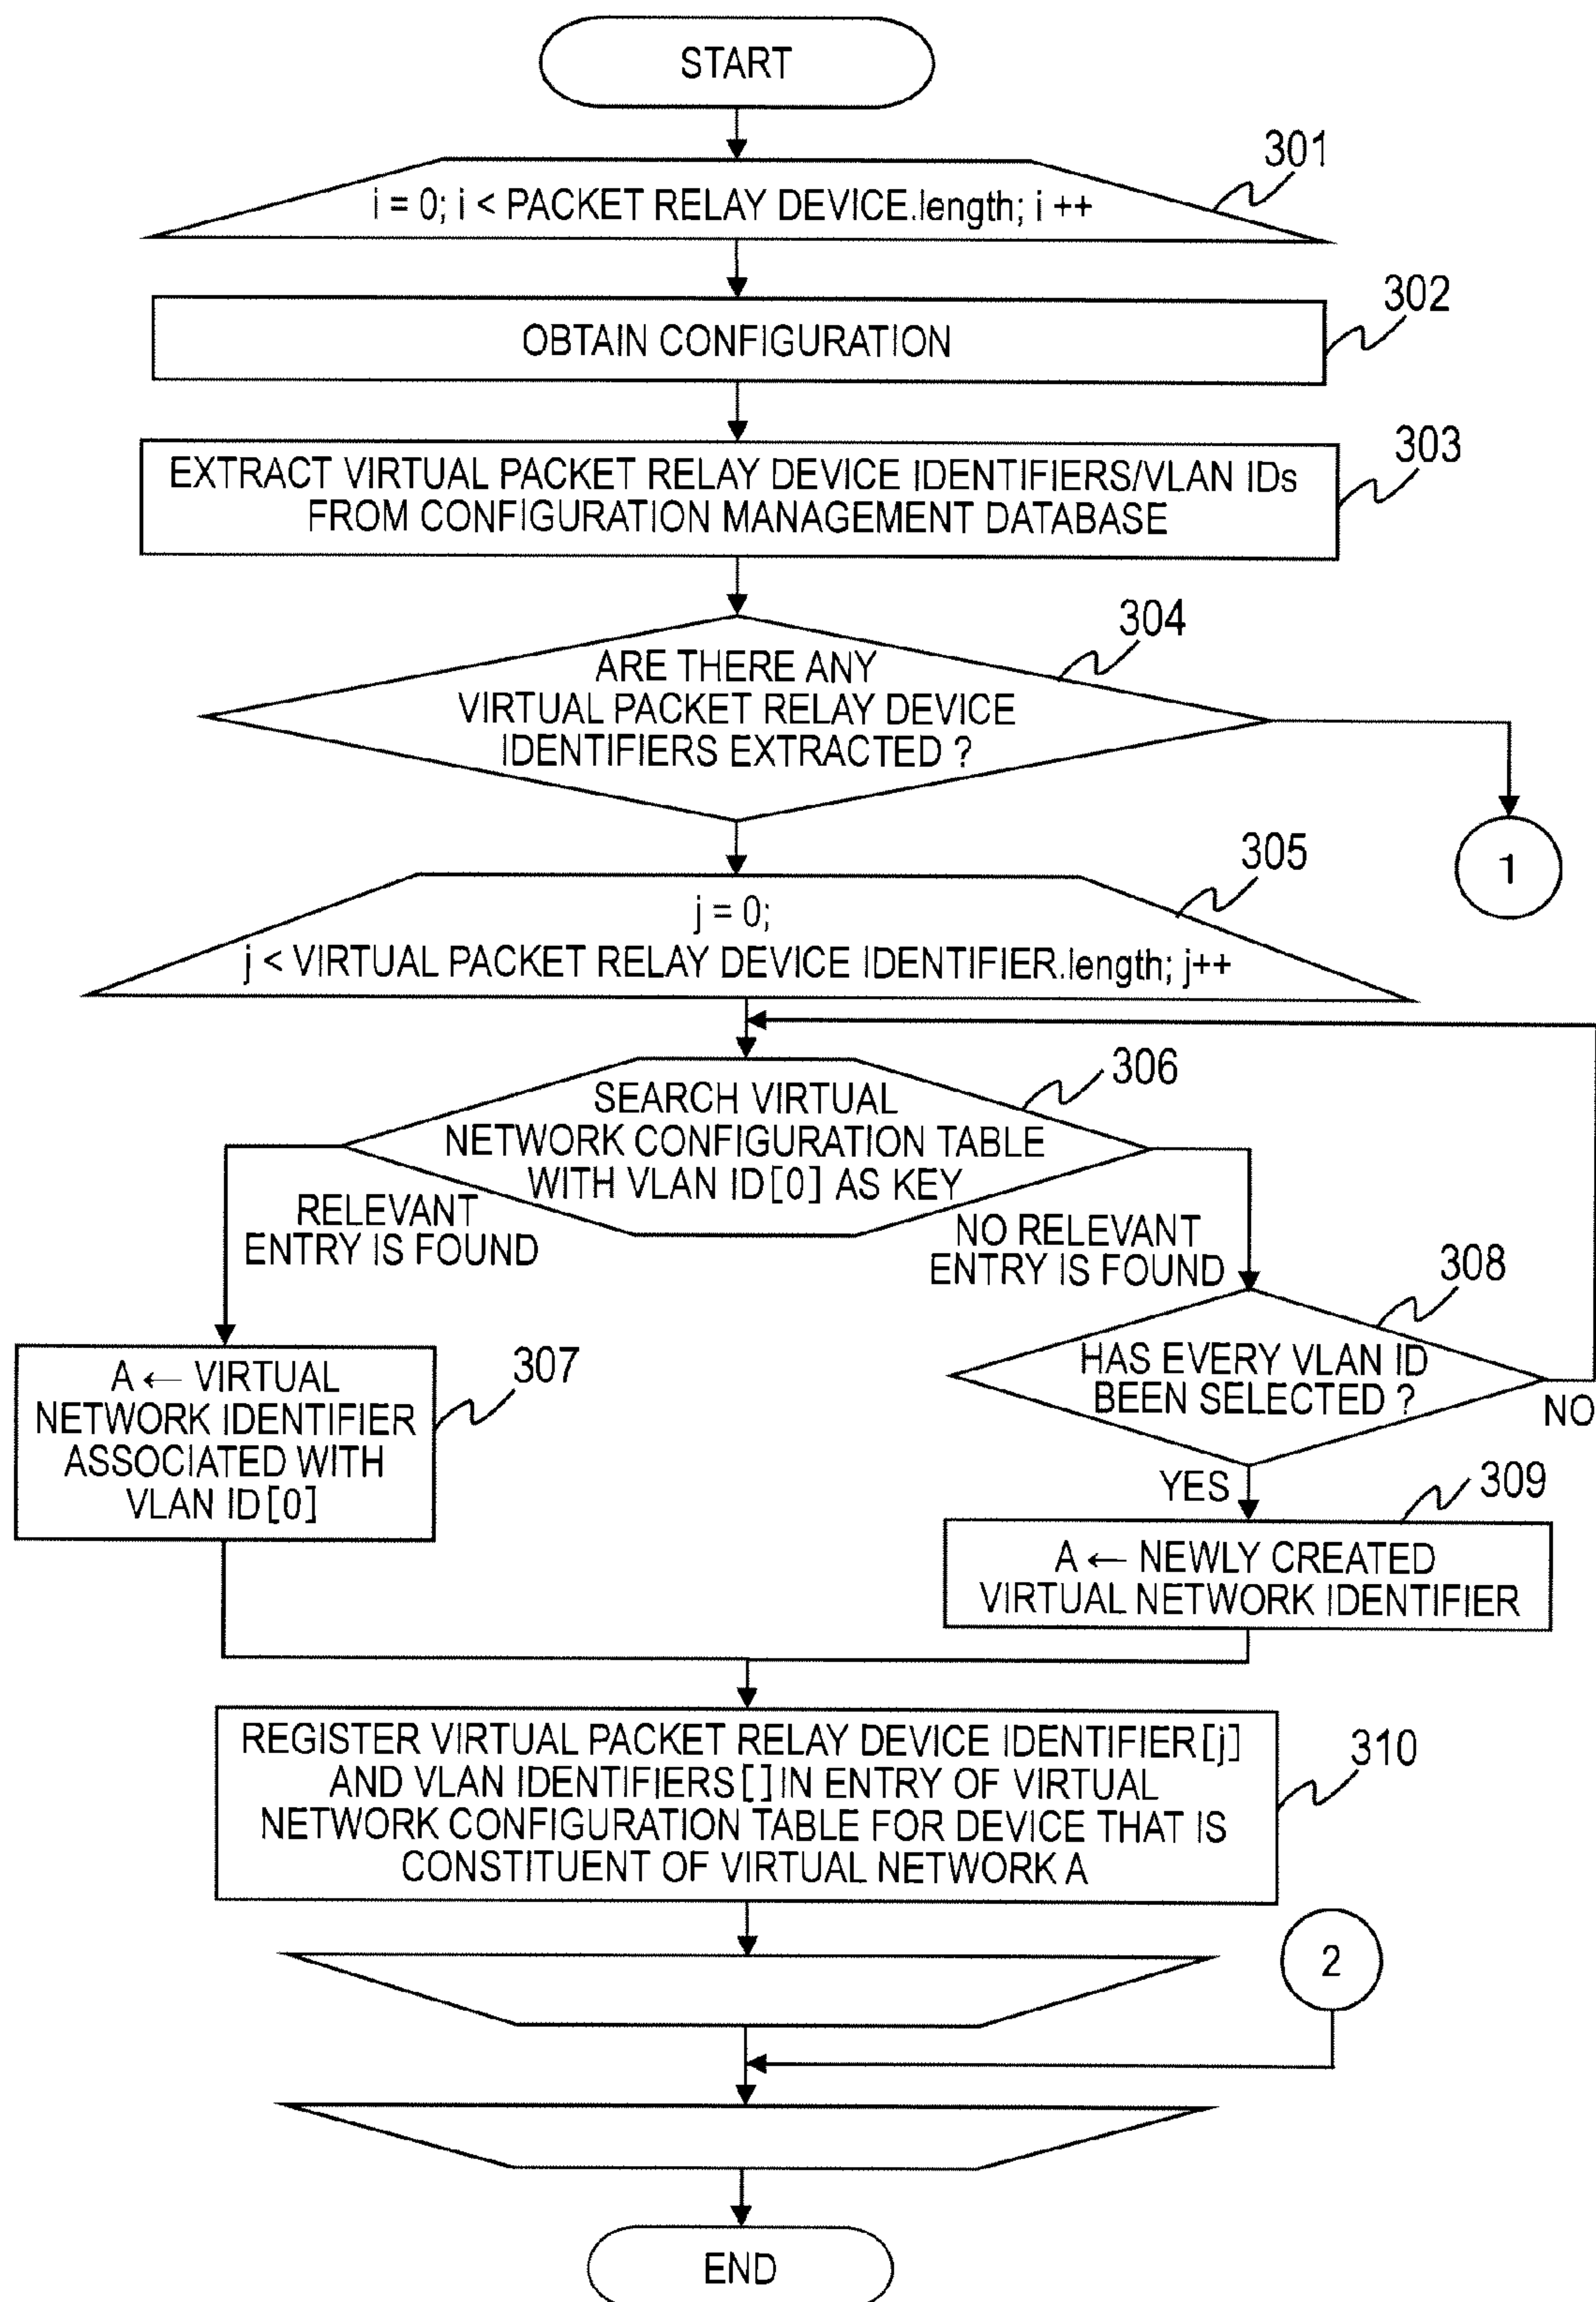 START
301
i = 0; i < PACKET RELAY DEVICE.length; i ++
302
OBTAIN CONFIGURATION
303
EXTRACT VIRTUAL PACKET RELAY DEVICE IDENTIFIERS/VLAN IDs
FROM CONFIGURATION MANAGEMENT DATABASE
304
ARE THERE ANY
VIRTUAL PACKET RELAY DEVICE
IDENTIFIERS EXTRACTED ?
1
305
j = 0;
j < VIRTUAL PACKET RELAY DEVICE IDENTIFIER.length; j++
306
SEARCH VIRTUAL
NETWORK CONFIGURATION TABLE
WITH VLAN ID[0] AS KEY
RELEVANT
ENTRY IS FOUND
NO RELEVANT
ENTRY IS FOUND
308
HAS EVERY VLAN ID
BEEN SELECTED ?
NO
YES
307
A ← VIRTUAL
NETWORK IDENTIFIER
ASSOCIATED WITH
VLAN ID[0]
309
A ← NEWLY CREATED
VIRTUAL NETWORK IDENTIFIER
310
REGISTER VIRTUAL PACKET RELAY DEVICE IDENTIFIER[j]
AND VLAN IDENTIFIERS[] IN ENTRY OF VIRTUAL
NETWORK CONFIGURATION TABLE FOR DEVICE THAT IS
CONSTITUENT OF VIRTUAL NETWORK A
2
END